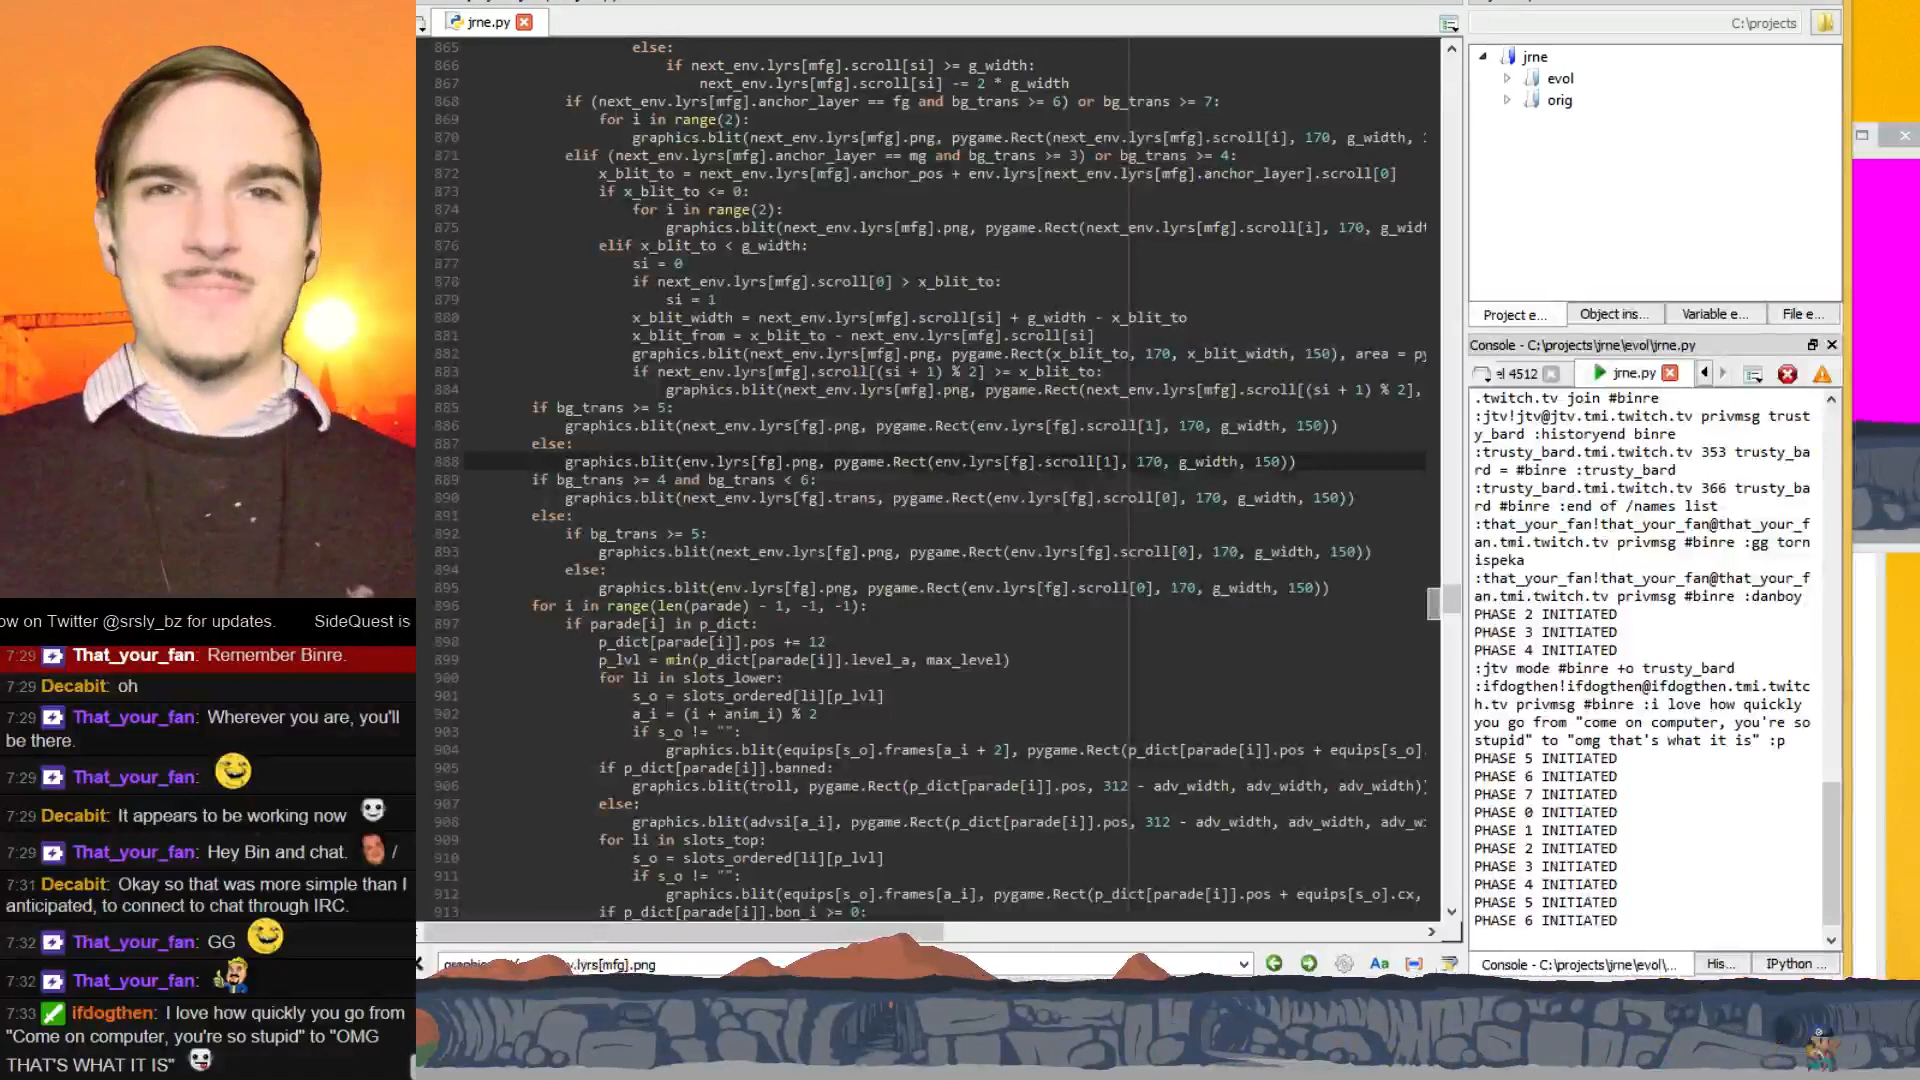 jrne.py
865 else:
866 if next_env.lyrs[mfg].scroll[si] >= g_width:
867 next_env.lyrs[mfg].scroll[si] -= 2 * g_width
868 if (next_env.lyrs[mfg].anchor_layer == fg and bg_trans >= 6) or bg_trans >= 7:
869 for i in range(2):
870 graphics.blit(next_env.lyrs[mfg].png, pygame.Rect(next_env.lyrs[mfg].scroll[i], 170, g_width,
871 elif (next_env.lyrs[mfg].anchor_layer == mg and bg_trans >= 3) or bg_trans >= 4:
872 x_blit_to = next_env.lyrs[mfg].anchor_pos + env.lyrs[next_env.lyrs[mfg].anchor_layer].scroll[0]
873 if x_blit_to <= 0:
874 for i in range(2):
875 graphics.blit(next_env.lyrs[mfg].png, pygame.Rect(next_env.lyrs[mfg].scroll[i], 170, g_widt
876 elif x_blit_to < g_width:
877 si = 0
878 if next_env.lyrs[mfg].scroll[0] > x_blit_to:
879 si = 1
880 x_blit_width = next_env.lyrs[mfg].scroll[si] + g_width - x_blit_to
881 x_blit_from = x_blit_to - next_env.lyrs[mfg].scroll[si]
882 graphics.blit(next_env.lyrs[mfg].png, pygame.Rect(x_blit_to, 170, x_blit_width, 150), area = py
883 if next_env.lyrs[mfg].scroll[(si + 1) % 2] >= x_blit_to:
884 graphics.blit(next_env.lyrs[mfg].png, pygame.Rect(next_env.lyrs[mfg].scroll[(si + 1) % 2],
885 if bg_trans >= 5:
886 graphics.blit(next_env.lyrs[fg].png, pygame.Rect(next_env.lyrs[fg].scroll[1], 170, g_width, 150))
887 else:
888 graphics.blit(env.lyrs[fg].png, pygame.Rect(env.lyrs[fg].scroll[1], 170, g_width, 150))
889 if bg_trans >= 4 and bg_trans < 6:
890 graphics.blit(next_env.lyrs[fg].trans, pygame.Rect(env.lyrs[fg].scroll[0], 170, g_width, 150))
891 else:
892 if bg_trans >= 5:
893 graphics.blit(next_env.lyrs[fg].png, pygame.Rect(env.lyrs[fg].scroll[0], 170, g_width, 150))
894 else:
895 graphics.blit(env.lyrs[fg].png, pygame.Rect(env.lyrs[fg].scroll[0], 170, g_width, 150))
896 for i in range(len(parade) - 1, -1, -1):
897 if parade[i] in p_dict:
898 p_dict[parade[i]].pos += 12
899 p_lvl = min(p_dict[parade[i]].level_a, max_level)
900 for li in slots_lower:
901 s_o = slots_ordered[li][p_lvl]
902 a_i = (i + anim_i) % 2
903 if s_o != "":
904 graphics.blit(equips[s_o].frames[a_i + 2], pygame.Rect(p_dict[parade[i]].pos + equips[s_o].
905 if p_dict[parade[i]].banned:
906 graphics.blit(troll, pygame.Rect(p_dict[parade[i]].pos, 312 - adv_width, adv_width, adv_width))
907 else:
908 graphics.blit(advsi[a_i], pygame.Rect(p_dict[parade[i]].pos, 312 - adv_width, adv_width, adv_w
909 for li in slots_top:
910 s_o = slots_ordered[li][p_lvl]
911 if s_o != "":
912 graphics.blit(equips[s_o].frames[a_i], pygame.Rect(p_dict[parade[i]].pos + equips[s_o].cx,
913 if p_dict[parade[i]].bon_i >= 0:
.lyrs[mfg].png
Aa
C:\projects
jrne
evol
orig
Project e...
Object ins...
Variable e...
File e...
Console - C:\projects\jrne\evol\jrne.py
el 4512
jrne.py
.twitch.tv join #binre
:jtv!jtv@jtv.tmi.twitch.tv privmsg trust
y_bard :historyend binre
:trusty_bard.tmi.twitch.tv 353 trusty_ba
rd = #binre :trusty_bard
:trusty_bard.tmi.twitch.tv 366 trusty_ba
rd #binre :end of /names list
:that_your_fan!that_your_fan@that_your_f
an.tmi.twitch.tv privmsg #binre :gg torn
ispeka
:that_your_fan!that_your_fan@that_your_f
an.tmi.twitch.tv privmsg #binre :danboy
PHASE 2 INITIATED
PHASE 3 INITIATED
PHASE 4 INITIATED
:jtv mode #binre +o trusty_bard
:ifdogthen!ifdogthen@ifdogthen.tmi.twitc
h.tv privmsg #binre :i love how quickly
you go from "come on computer, you're so
stupid" to "omg that's what it is" :p
PHASE 5 INITIATED
PHASE 6 INITIATED
PHASE 7 INITIATED
PHASE 0 INITIATED
PHASE 1 INITIATED
PHASE 2 INITIATED
PHASE 3 INITIATED
PHASE 4 INITIATED
PHASE 5 INITIATED
PHASE 6 INITIATED
Console - C:\projects\jrne\evol\...
His...
IPython ...
ow on Twitter @srsly_bz for updates. SideQuest is
7:29 That_your_fan: Remember Binre.
7:29 Decabit: oh
7:29 That_your_fan: Wherever you are, you'll
be there.
7:29 That_your_fan:
7:29 Decabit: It appears to be working now
7:29 That_your_fan: Hey Bin and chat. /
7:31 Decabit: Okay so that was more simple than I
anticipated, to connect to chat through IRC.
7:32 That_your_fan: GG
7:32 That_your_fan:
7:33 ifdogthen: I love how quickly you go from
"Come on computer, you're so stupid" to "OMG
THAT'S WHAT IT IS"